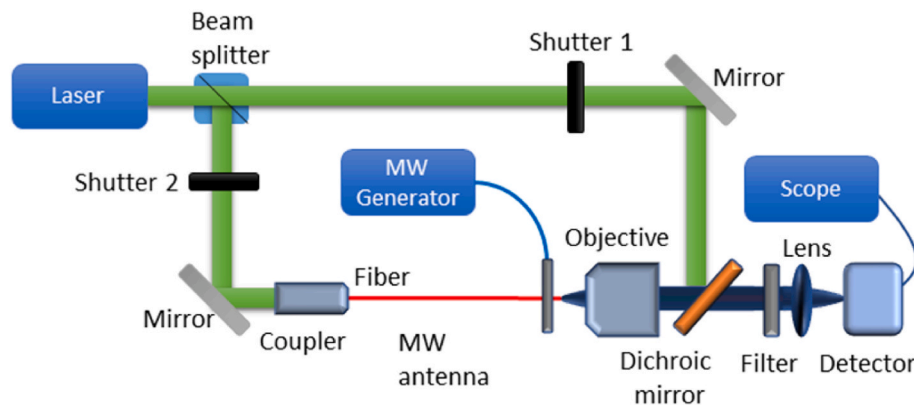 Beam
splitter
Shutter 1
Mirror
Laser
MW
Generator
Shutter 2
Scope
Objective
Lens
Fiber
Mirror
Coupler
MW
antenna
Dichroic
mirror
Filter
Detector